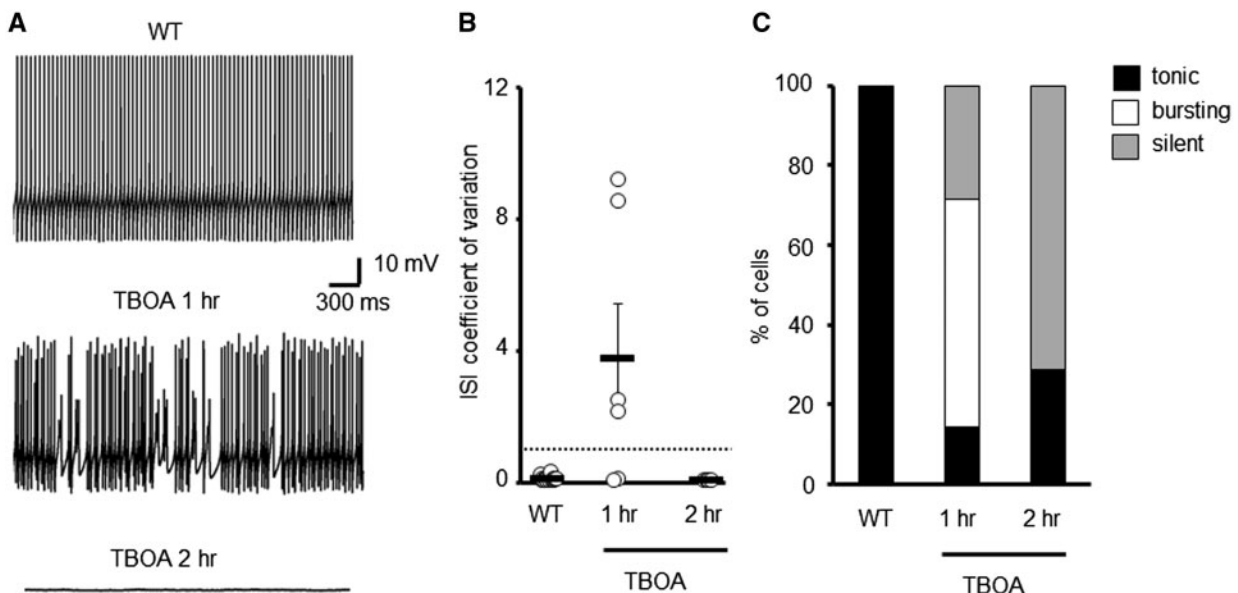 A
WT
10 mV
300 ms
TBOA 1 hr
TBOA 2 hr
B
ISI coefficient of variation
12
8
4
0
WT
1 hr
2 hr
TBOA
C
% of cells
100
80
60
40
20
0
WT
1 hr
2 hr
TBOA
tonic
bursting
silent